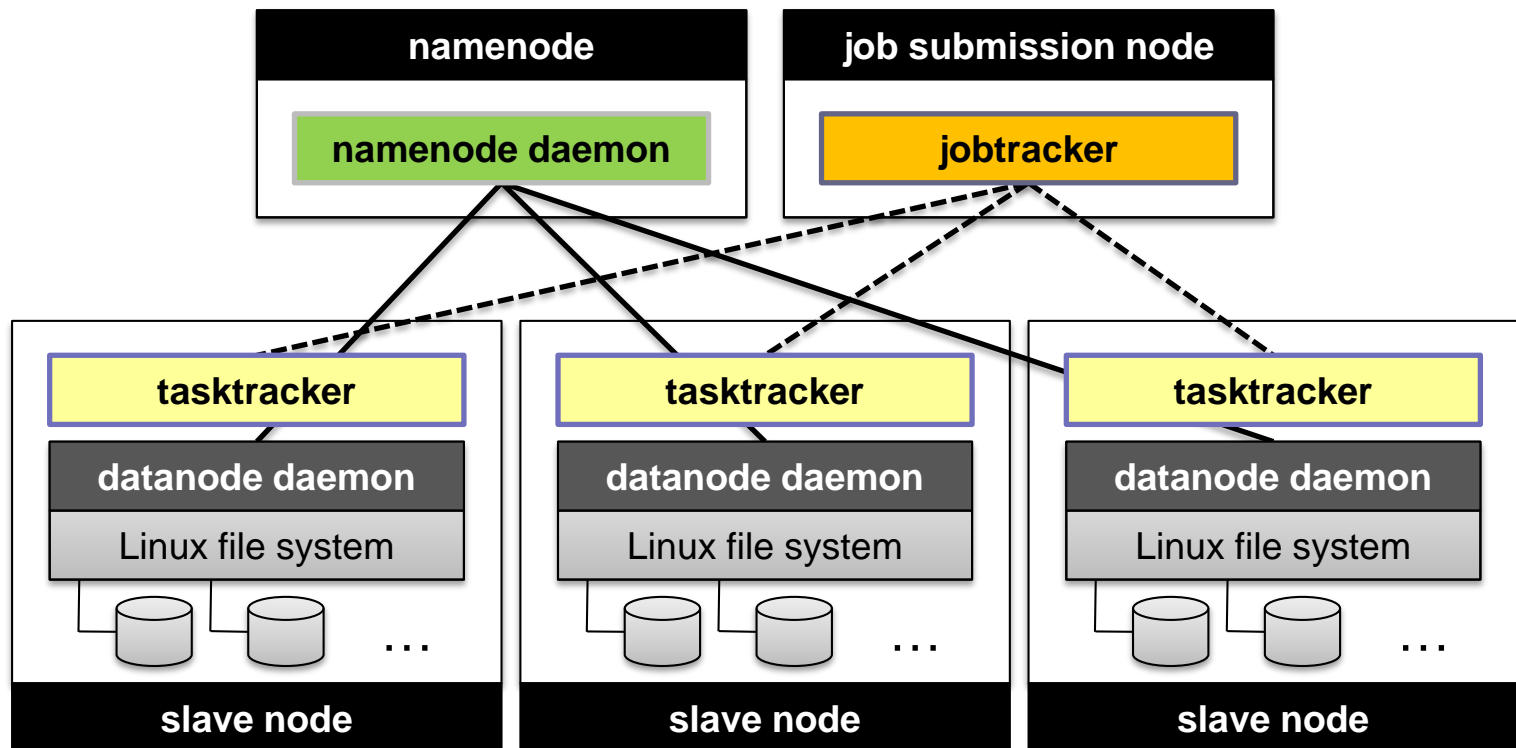 namenode
job submission node
namenode daemon
jobtracker
tasktracker
tasktracker
tasktracker
datanode daemon
datanode daemon
datanode daemon
Linux file system
Linux file system
Linux file system
…
…
…
slave node
slave node
slave node